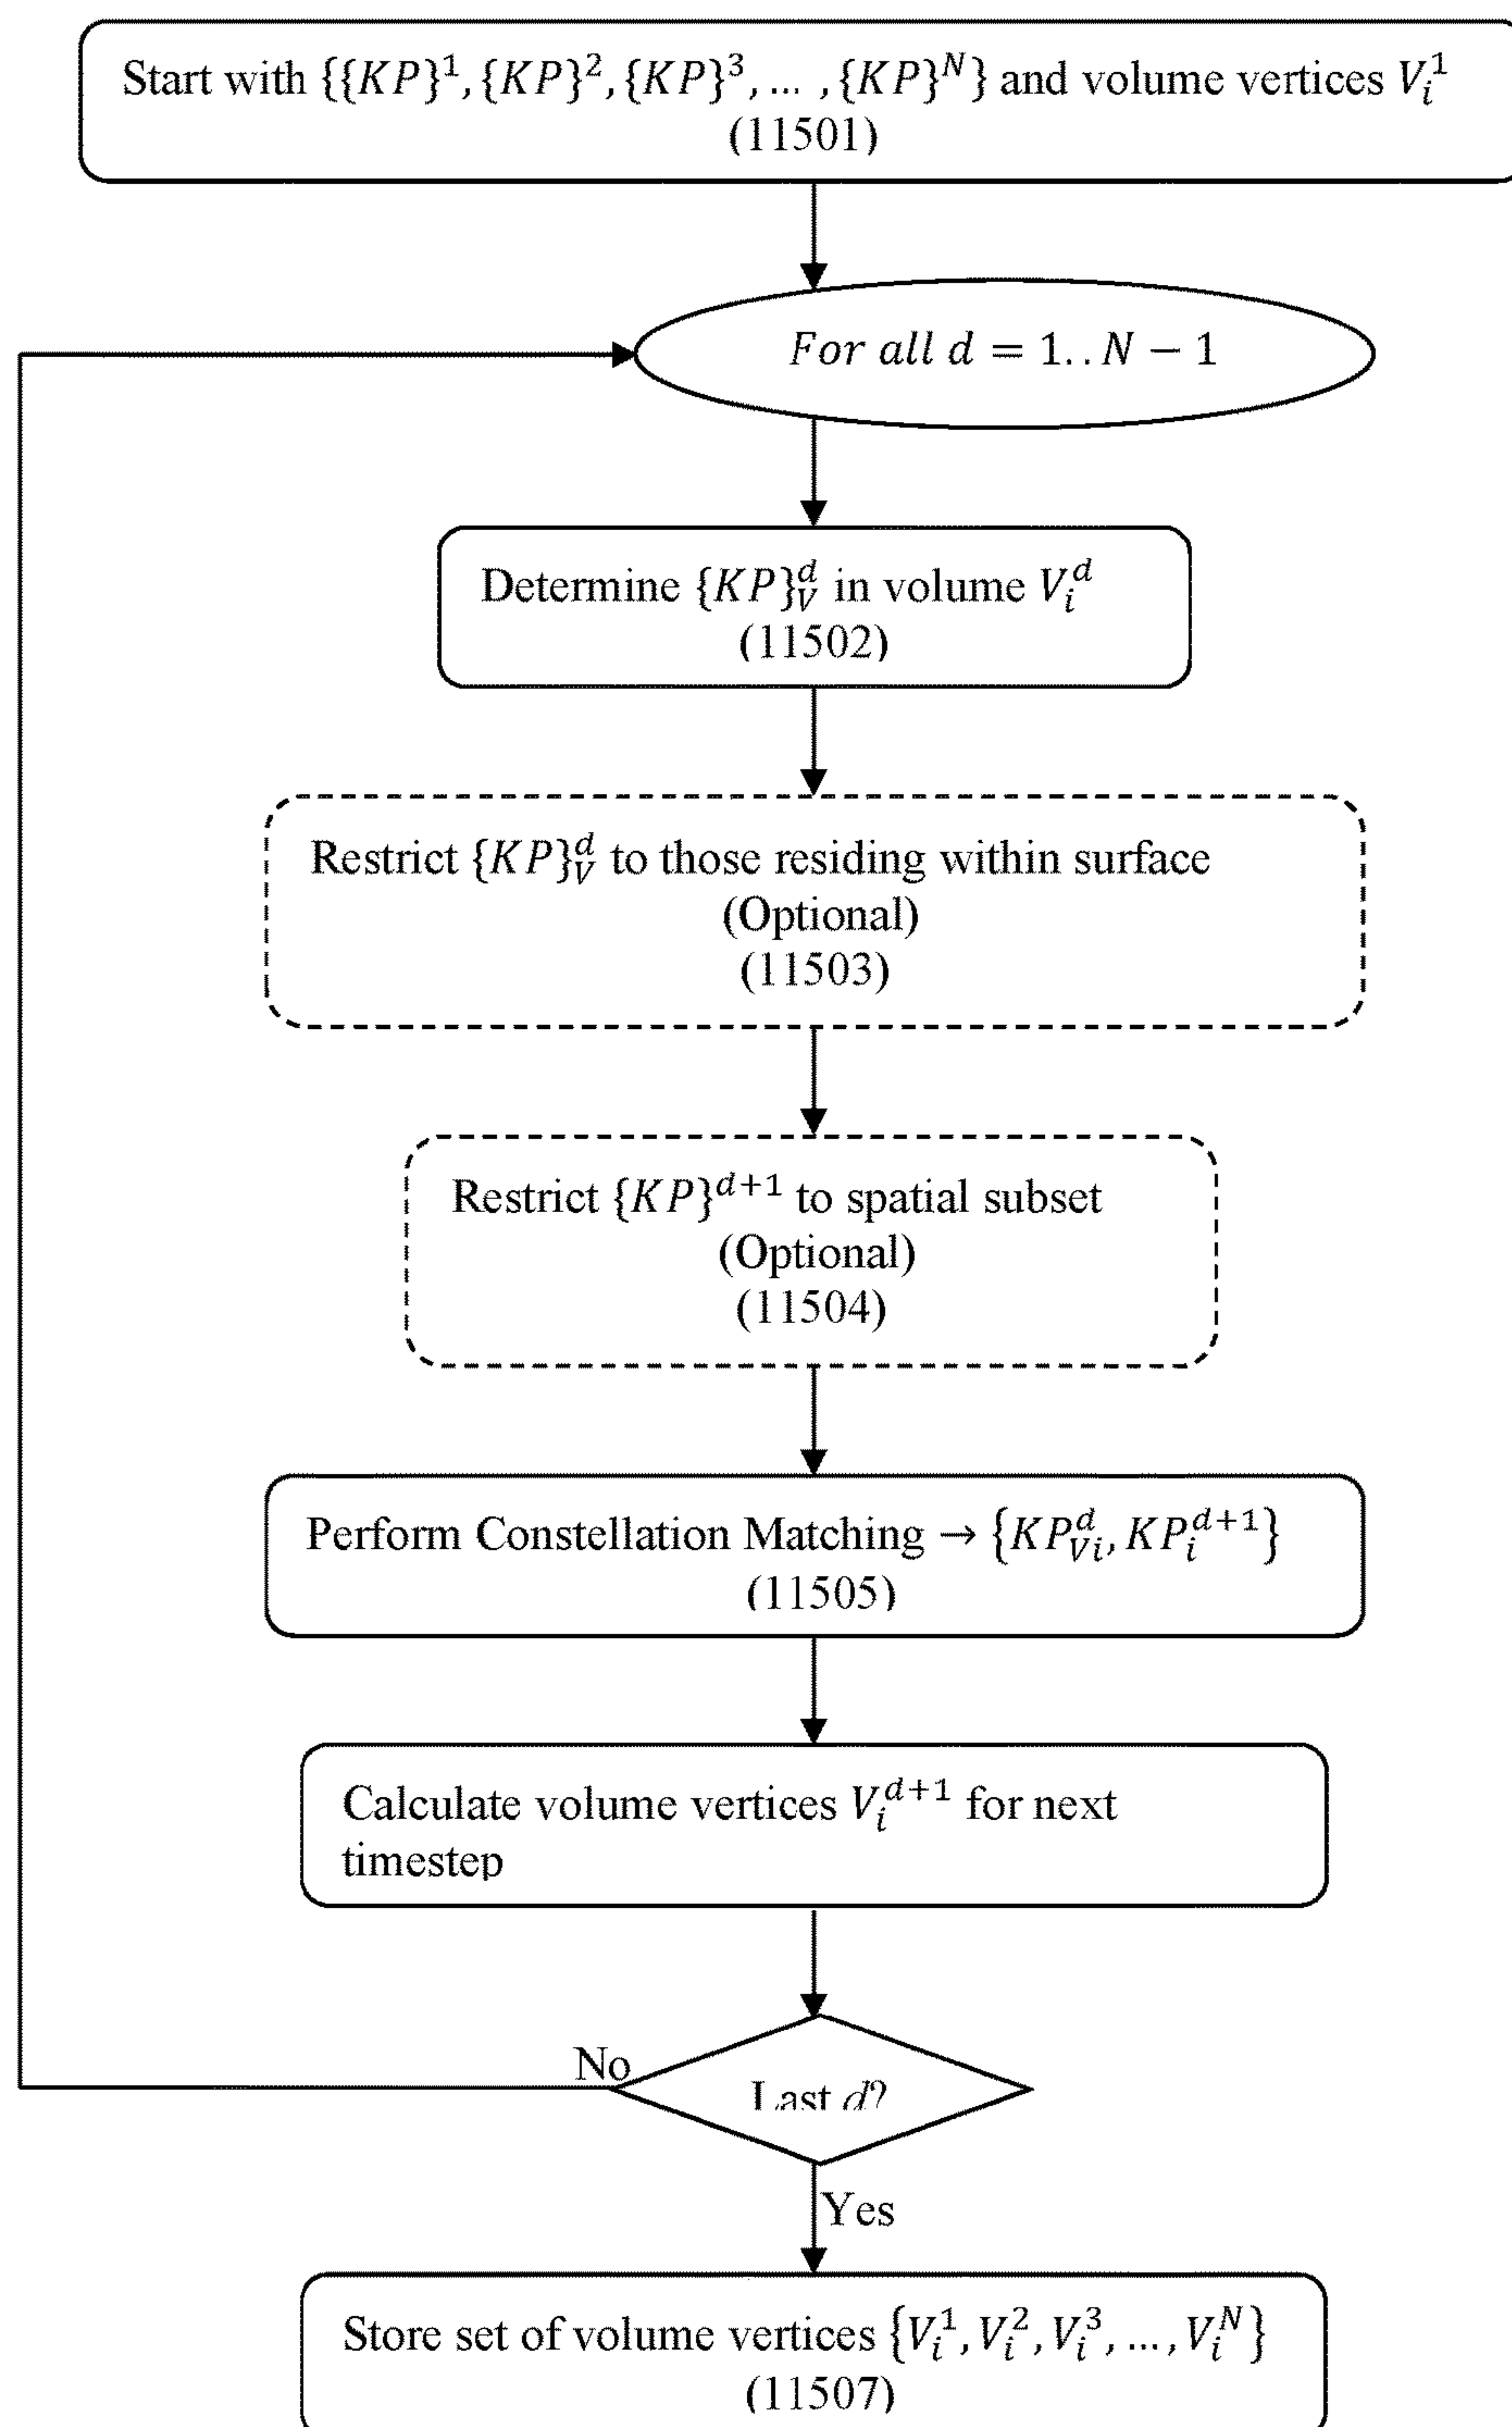 Start with {{KP}¹, {KP}², {KP}³, … , {KP}ᴺ} and volume vertices V_i^1
(11501)
For all d = 1. . N − 1
Determine {KP}_V^d in volume V_i^d
(11502)
Restrict {KP}_V^d to those residing within surface
(Optional)
(11503)
Restrict {KP}^{d+1} to spatial subset
(Optional)
(11504)
Perform Constellation Matching → {KP_{Vi}^d, KP_i^{d+1}}
(11505)
Calculate volume vertices V_i^{d+1} for next
timestep
No
Last d?
Yes
Store set of volume vertices {V_i^1, V_i^2, V_i^3, … , V_i^N}
(11507)